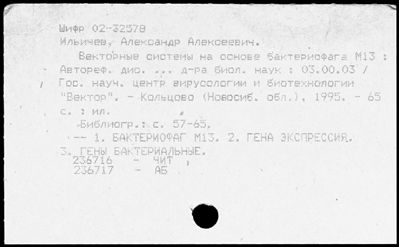 Шифр 02-32578
Ильичев, Александр Алексеевич.
Векторные системы на основе бактериофага M13 :
Автореф. дис. ... д-ра биол. наук : 03.00.03 /
Гос. науч. центр вирусологии и биотехнологии
"Вектор". - Кольцово (Новосиб. обл.), 1995. - 65
с. : ил.
Библиогр.: с. 57-65.
-- 1. БАКТЕРИОФАГ M13. 2. ГЕНА ЭКСПРЕССИЯ.
3. ГЕНЫ БАКТЕРИАЛЬНЫЕ.
236716 - ЧИТ
236717 - АБ